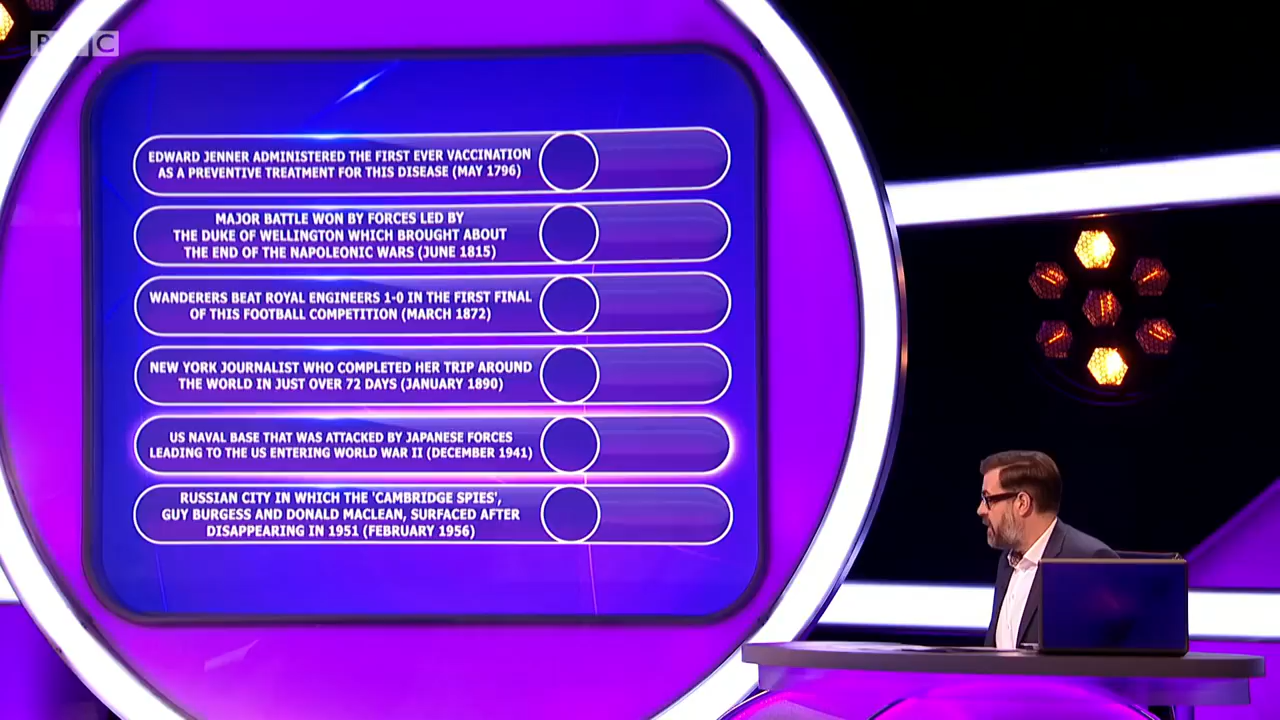 BBC
EDWARD JENNER ADMINISTERED THE FIRST EVER VACCINATION
AS A PREVENTIVE TREATMENT FOR THIS DISEASE (MAY 1796)
MAJOR BATTLE WON BY FORCES LED BY
THE DUKE OF WELLINGTON WHICH BROUGHT ABOUT
THE END OF THE NAPOLEONIC WARS (JUNE 1815)
WANDERERS BEAT ROYAL ENGINEERS 1-0 IN THE FIRST FINAL
OF THIS FOOTBALL COMPETITION (MARCH 1872)
NEW YORK JOURNALIST WHO COMPLETED HER TRIP AROUND
THE WORLD IN JUST OVER 72 DAYS (JANUARY 1890)
US NAVAL BASE THAT WAS ATTACKED BY JAPANESE FORCES
LEADING TO THE US ENTERING WORLD WAR II (DECEMBER 1941)
RUSSIAN CITY IN WHICH THE 'CAMBRIDGE SPIES',
GUY BURGESS AND DONALD MACLEAN, SURFACED AFTER
DISAPPEARING IN 1951 (FEBRUARY 1956)